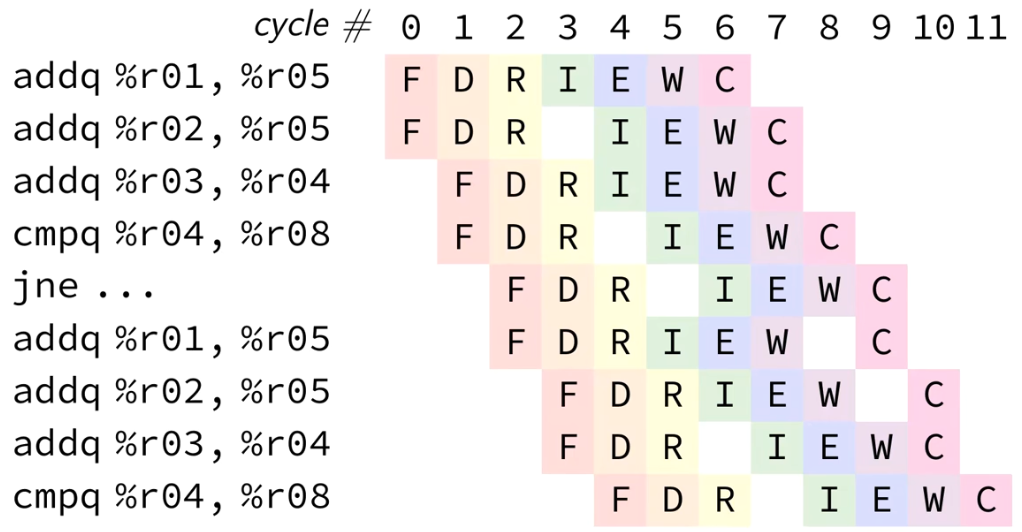 cycle # 0 1 2 3 4 5 6 7 8 9 10 11
addq %r01, %r05 F D R I E W C
addq %r02, %r05 F D R I E W C
addq %r03, %r04 F D R I E W C
cmpq %r04, %r08 F D R I E W C
jne ... F D R I E W C
addq %r01, %r05 F D R I E W C
addq %r02, %r05 F D R I E W C
addq %r03, %r04 F D R I E W C
cmpq %r04, %r08 F D R I E W C